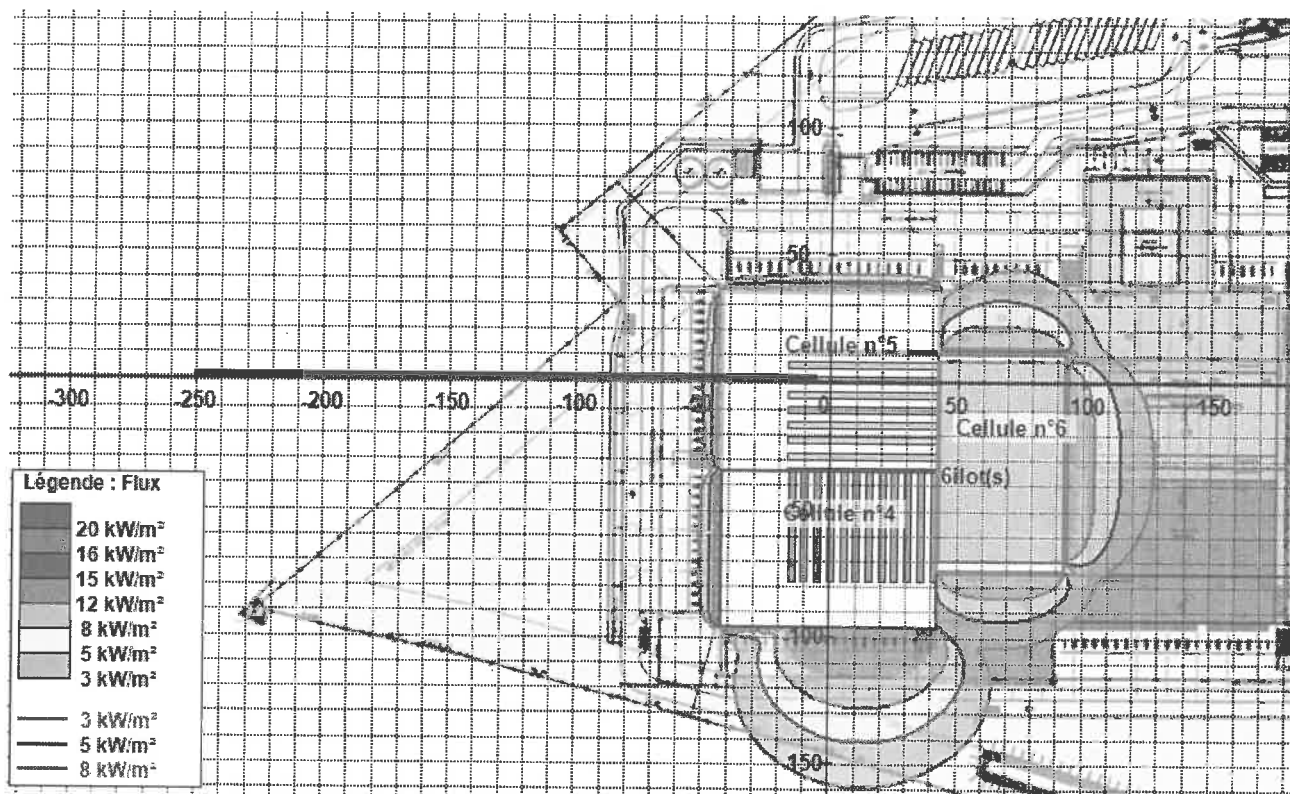 100
50
Cellule n°5
-300
-250
-200
-150
-100
0
50
100
150
Cellule n°6
6ilot(s)
Cellule n°4
-100
-150
Légende : Flux
20 kW/m²
16 kW/m²
15 kW/m²
12 kW/m²
8 kW/m²
5 kW/m²
3 kW/m²
3 kW/m²
5 kW/m²
8 kW/m²